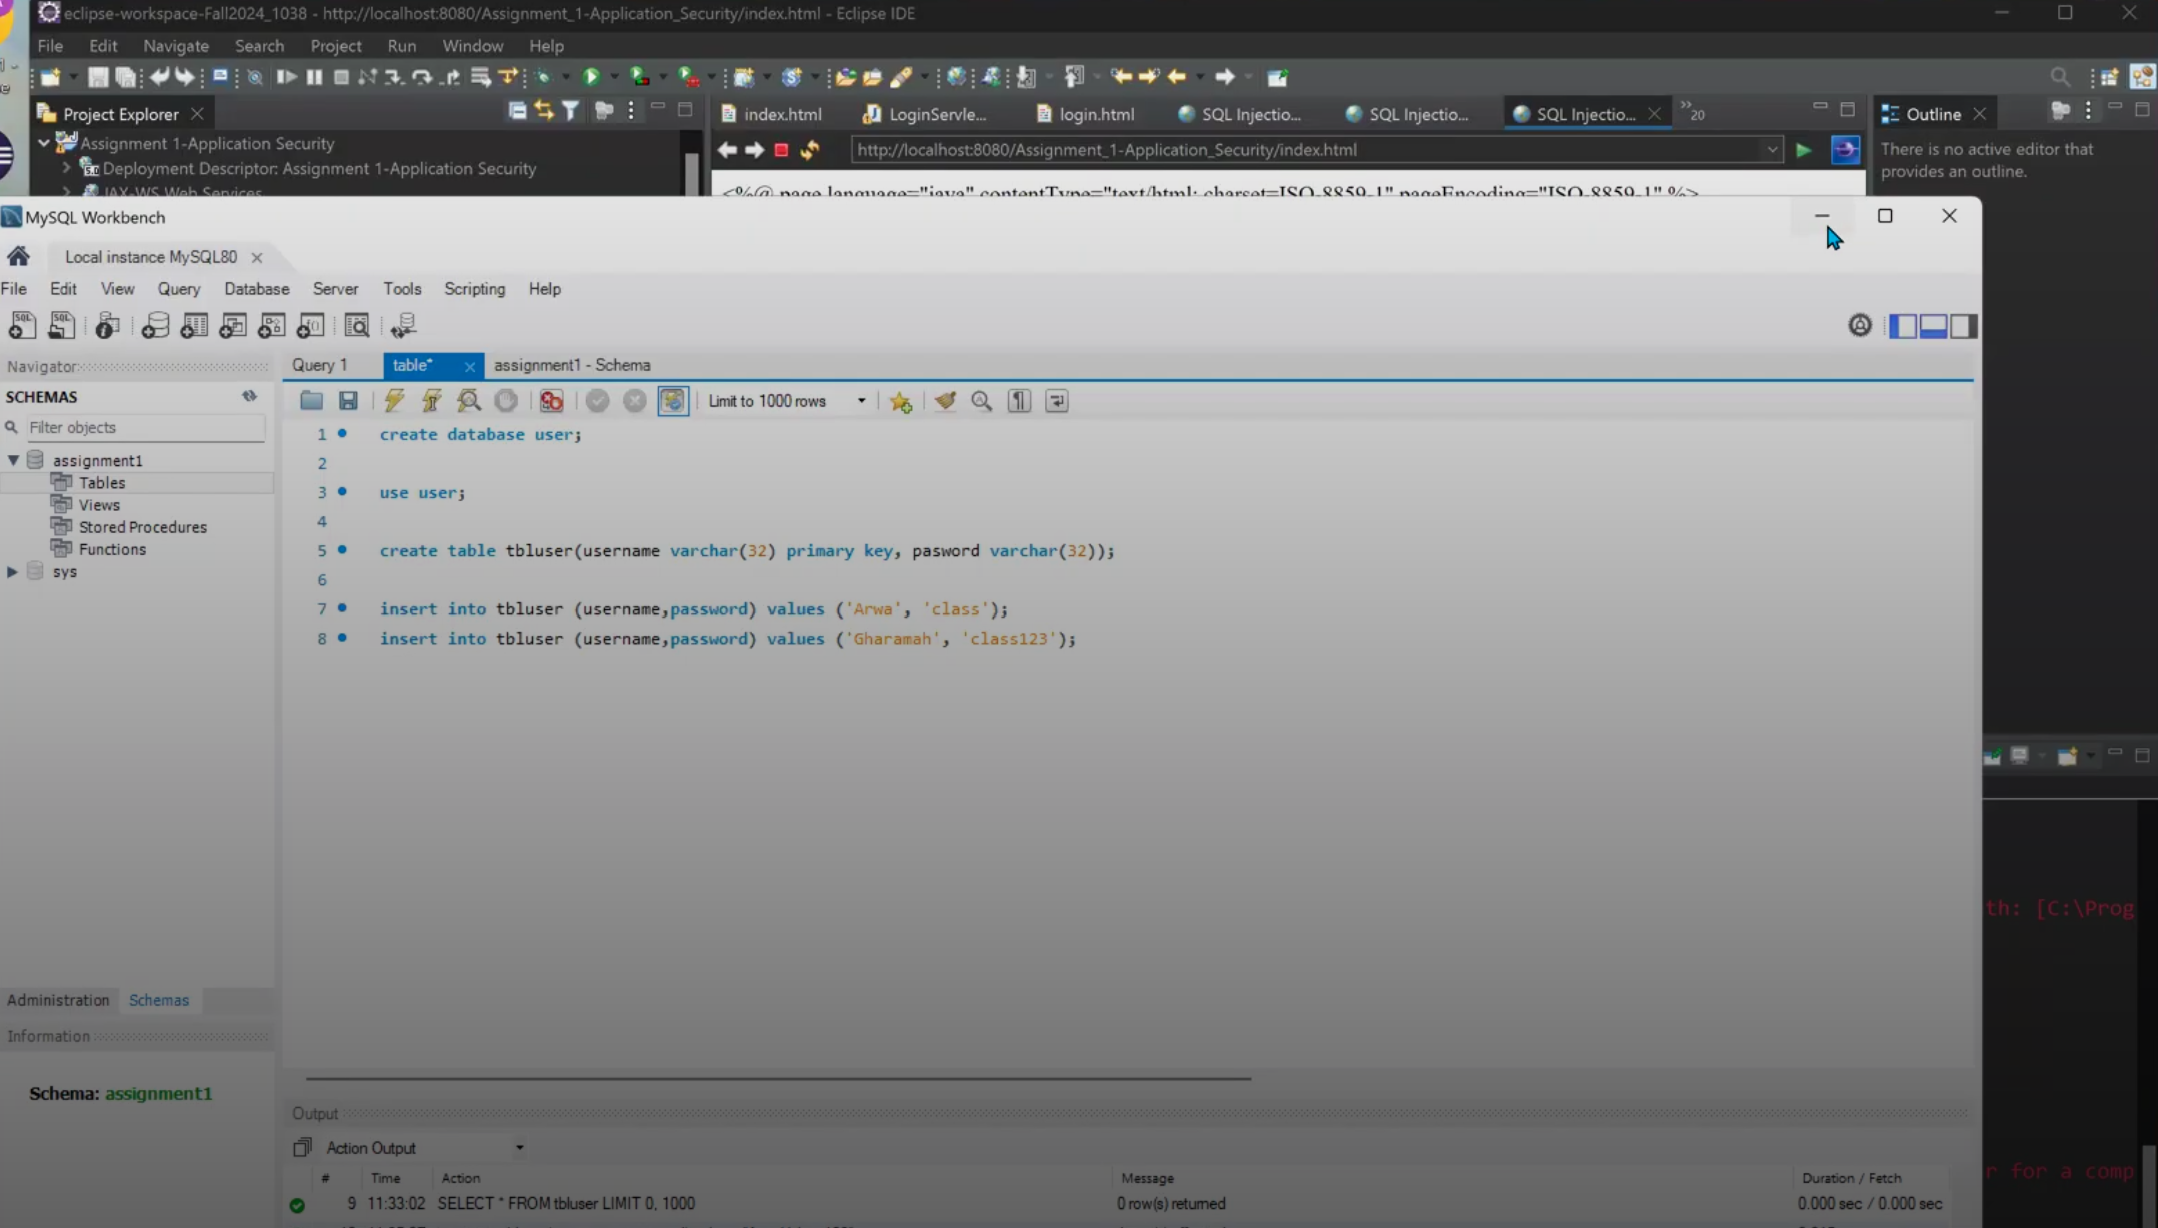 eclipse-workspace-Fall2024_1038 - http://localhost:8080/Assignment_1-Application_Security/index.html - Eclipse IDE
File Edit Navigate Search Project Run Window Help
Project Explorer
index.html LoginServle... login.html SQL Injectio... SQL Injectio... SQL Injectio... 20
Outline
Assignment 1-Application Security
Deployment Descriptor: Assignment 1-Application Security
JAX-WS Web Services
http://localhost:8080/Assignment_1-Application_Security/index.html
There is no active editor that
provides an outline.
<%@ page language="java" contentType="text/html; charset=ISO-8859-1" pageEncoding="ISO-8859-1" %>
MySQL Workbench
Local instance MySQL80
File Edit View Query Database Server Tools Scripting Help
Navigator
Query 1 table* assignment1 - Schema
SCHEMAS
Limit to 1000 rows
Filter objects
assignment1
Tables
Views
Stored Procedures
Functions
sys
1 create database user;
2
3 use user;
4
5 create table tbluser(username varchar(32) primary key, pasword varchar(32));
6
7 insert into tbluser (username,password) values ('Arwa', 'class');
8 insert into tbluser (username,password) values ('Gharamah', 'class123');
th: [C:\Prog
Administration Schemas
Information
Schema: assignment1
Output
Action Output
# Time Action Message Duration / Fetch
r for a comp
9 11:33:02 SELECT * FROM tbluser LIMIT 0, 1000 0 row(s) returned 0.000 sec / 0.000 sec